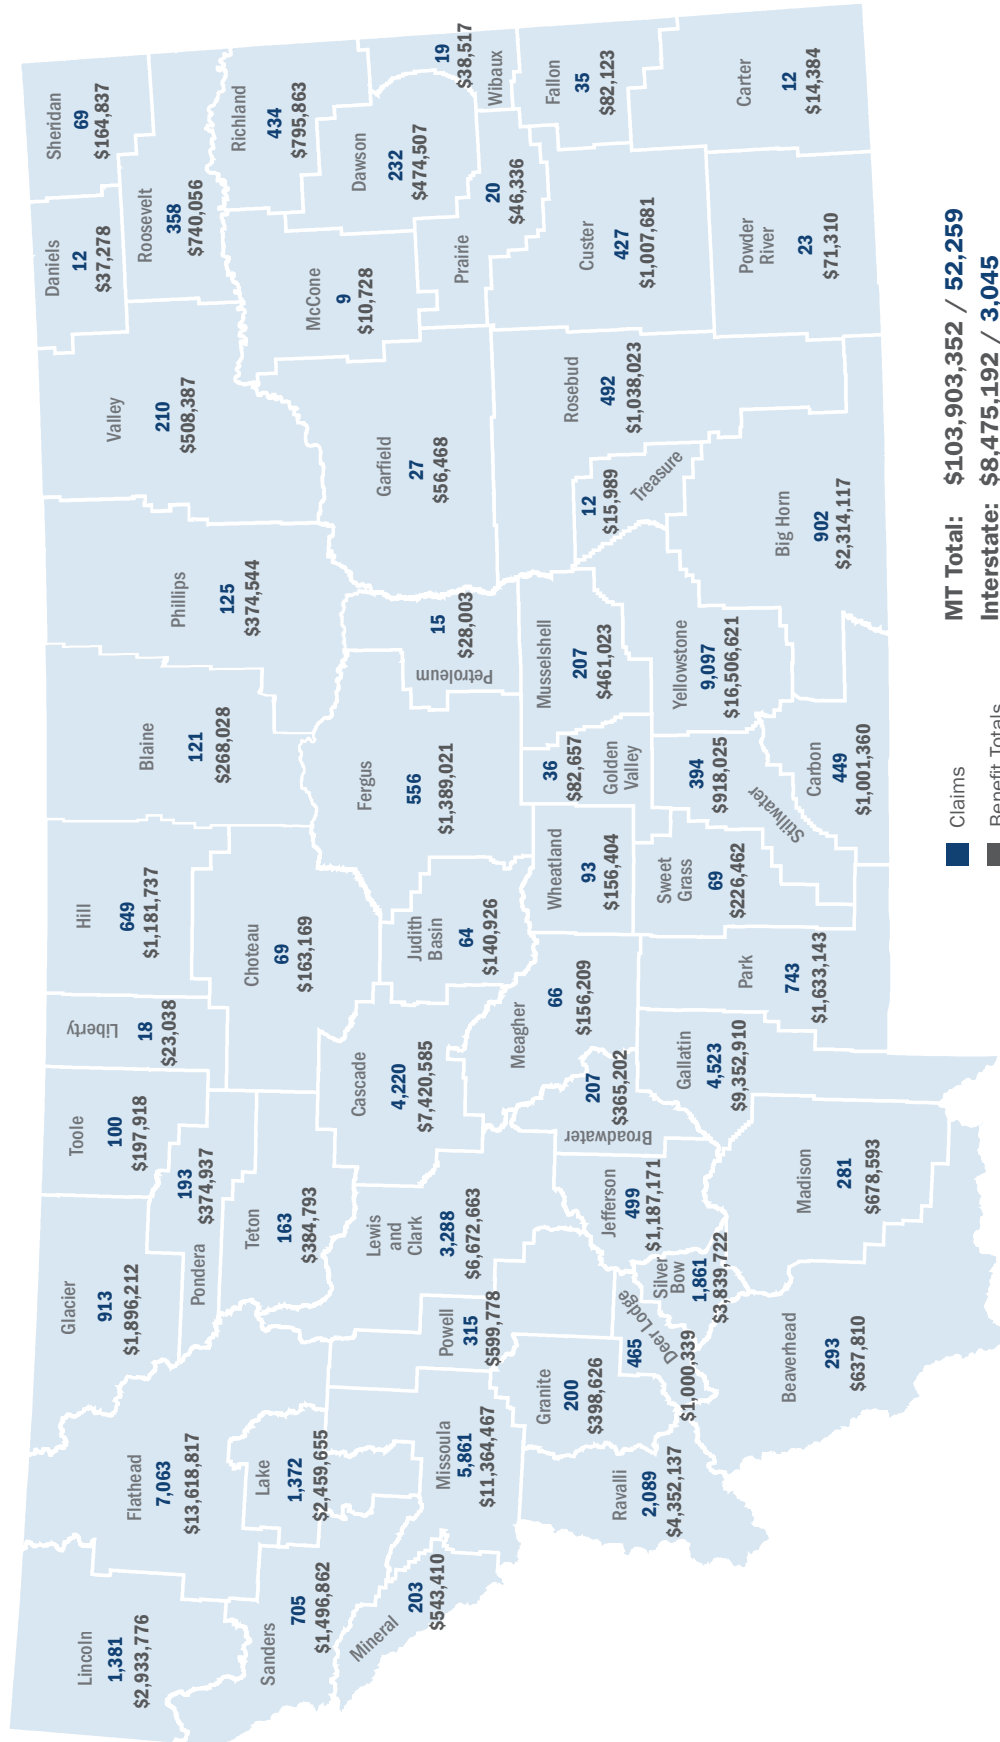 Lincoln
1,381
$2,933,776
Flathead
7,063
$13,618,817
Glacier
913
$1,896,212
Toole
100
$197,918
Liberty
18
$23,038
Hill
649
$1,181,737
Blaine
121
$268,028
Phillips
125
$374,544
Valley
210
$508,387
Daniels
12
$37,278
Sheridan
69
$164,837
Roosevelt
358
$740,056
Sanders
705
$1,496,862
Lake
1,372
$2,459,655
Pondera
193
$374,937
Teton
163
$384,793
Choteau
69
$163,169
Richland
434
$795,863
McCone
9
$10,728
Garfield
27
$56,468
Dawson
232
$474,507
Wibaux
19
$38,517
Mineral
203
$543,410
Missoula
5,861
$11,364,467
Powell
315
$599,778
Lewis
and
Clark
3,288
$6,672,663
Cascade
4,220
$7,420,585
Judith
Basin
64
$140,926
Fergus
556
$1,389,021
Petroleum
15
$28,003
Prairie
20
$46,336
Fallon
35
$82,123
Ravalli
2,089
$4,352,137
Granite
200
$398,626
Deer Lodge
465
$1,000,339
Silver
Bow
1,861
$3,839,722
Jefferson
499
$1,187,171
Broadwater
207
$365,202
Meagher
66
$156,209
Wheatland
93
$156,404
Golden
Valley
36
$82,657
Musselshell
207
$461,023
Treasure
12
$15,989
Rosebud
492
$1,038,023
Custer
427
$1,007,681
Beaverhead
293
$637,810
Madison
281
$678,593
Gallatin
4,523
$9,352,910
Park
743
$1,633,143
Sweet
Grass
69
$226,462
Stillwater
394
$918,025
Carbon
449
$1,001,360
Yellowstone
9,097
$16,506,621
Big Horn
902
$2,314,117
Powder
River
23
$71,310
Carter
12
$14,384
Claims
Benefit Totals
MT Total: $103,903,352 / 52,259
Interstate: $8,475,192 / 3,045